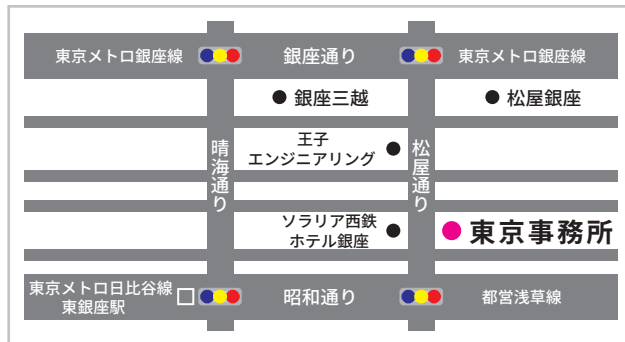 東京メトロ銀座線
銀座通り
東京メトロ銀座線
銀座三越
松屋銀座
晴海通り
王子
エンジニアリング
松屋通り
ソラリア西鉄
ホテル銀座
東京事務所
東京メトロ日比谷線
東銀座駅
昭和通り
都営浅草線